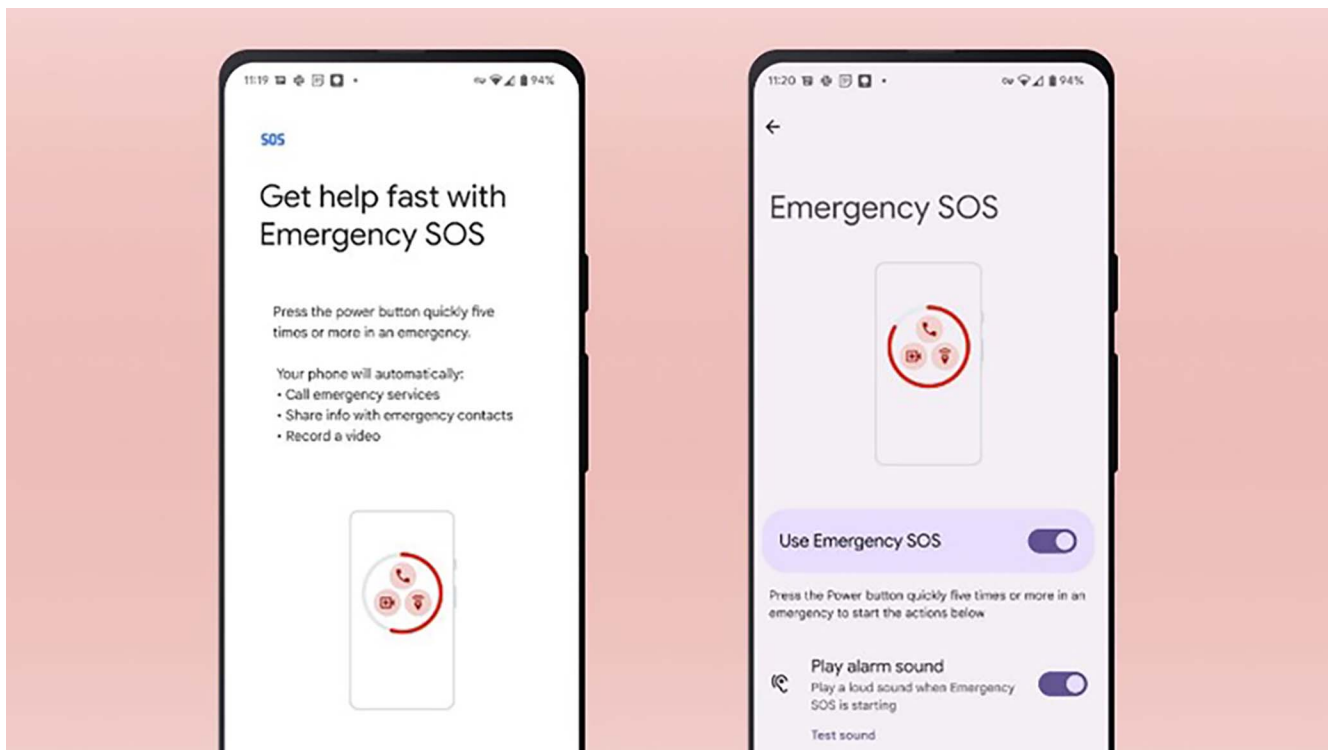 11:19
94%
SOS
Get help fast with
Emergency SOS
Press the power button quickly five
times or more in an emergency.
Your phone will automatically:
• Call emergency services
• Share info with emergency contacts
• Record a video
11:20
94%
Emergency SOS
Use Emergency SOS
Press the Power button quickly five times or more in an
emergency to start the actions below
Play alarm sound
Play a loud sound when Emergency
SOS is starting
Test sound